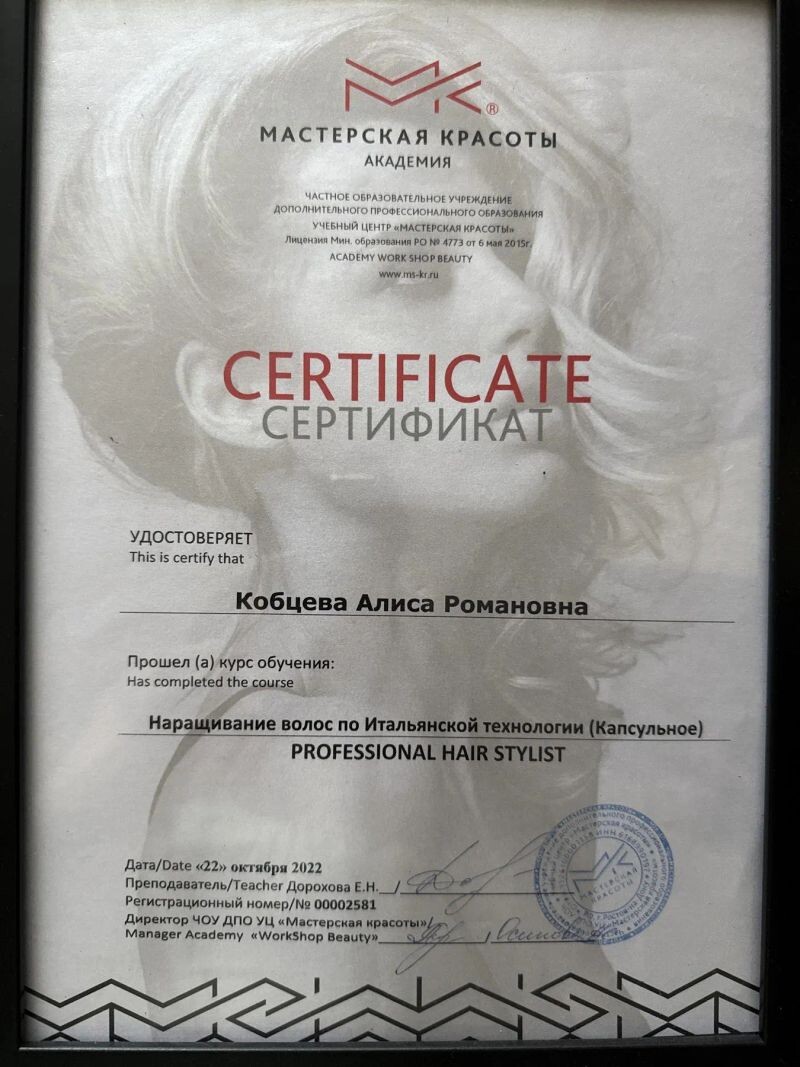 МК®
МАСТЕРСКАЯ КРАСОТЫ
АКАДЕМИЯ
ЧАСТНОЕ ОБРАЗОВАТЕЛЬНОЕ УЧРЕЖДЕНИЕ
ДОПОЛНИТЕЛЬНОГО ПРОФЕССИОНАЛЬНОГО ОБРАЗОВАНИЯ
УЧЕБНЫЙ ЦЕНТР «МАСТЕРСКАЯ КРАСОТЫ»
Лицензия Мин. образования РО № 4773 от 6 мая 2015г.
ACADEMY WORK SHOP BEAUTY
www.ms-kr.ru
CERTIFICATE
СЕРТИФИКАТ
УДОСТОВЕРЯЕТ
This is certify that
Кобцева Алиса Романовна
Прошел (а) курс обучения:
Has completed the course
Наращивание волос по Итальянской технологии (Капсульное)
PROFESSIONAL HAIR STYLIST
Дата/Date «22» октября 2022
Преподаватель/Teacher Дорохова Е.Н.
Регистрационный номер/№ 00002581
Директор ЧОУ ДПО УЦ «Мастерская красоты»/
Manager Academy «WorkShop Beauty»
МАСТЕРСКАЯ
КРАСОТЫ